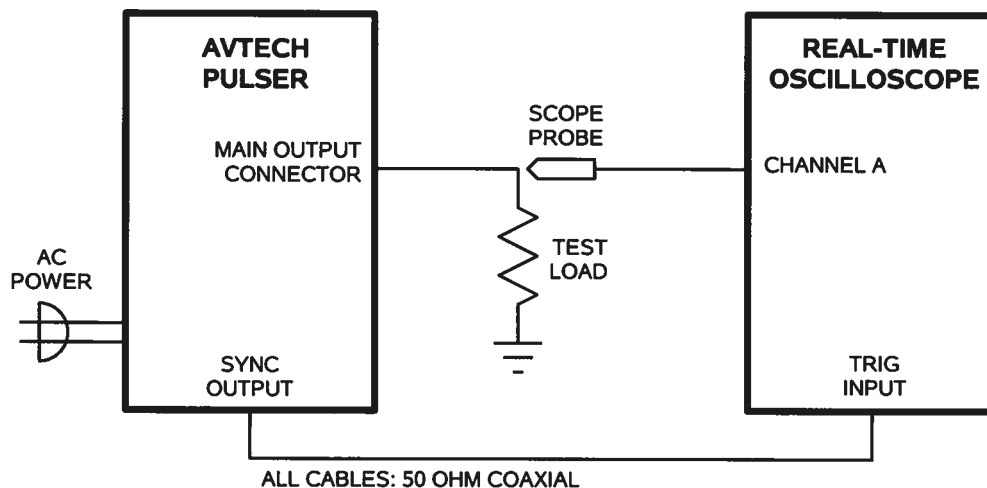 AVTECH
PULSER
REAL-TIME
OSCILLOSCOPE
SCOPE
PROBE
MAIN OUTPUT
CONNECTOR
CHANNEL A
TEST
LOAD
AC
POWER
SYNC
OUTPUT
TRIG
INPUT
ALL CABLES: 50 OHM COAXIAL